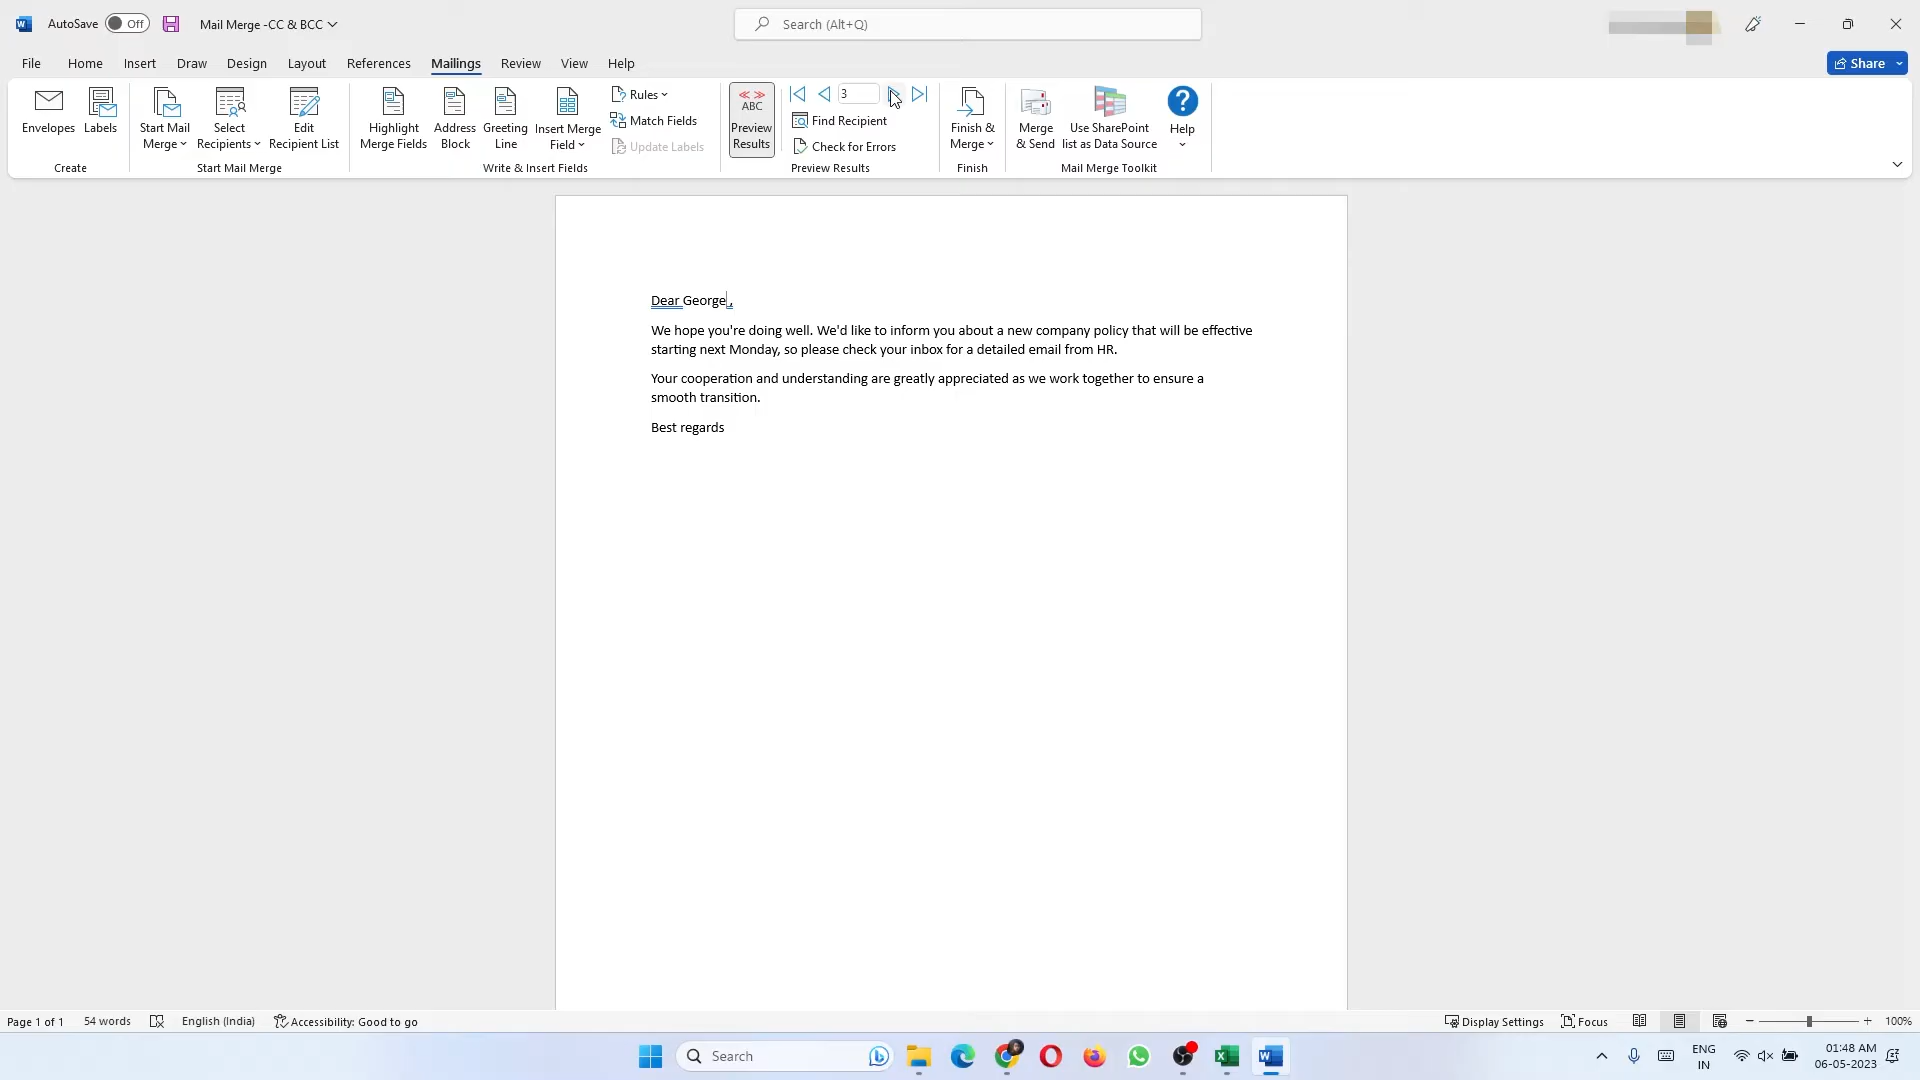 AutoSave Off Mail Merge -CC & BCC Search (Alt+Q)
File Home Insert Draw Design Layout References Mailings Review View Help Share
Envelopes
Labels
Create
Start Mail
Merge
Select
Recipients
Edit
Recipient List
Start Mail Merge
Highlight
Merge Fields
Address
Block
Greeting
Line
Insert Merge
Field
Rules
Match Fields
Update Labels
Write & Insert Fields
ABC
Preview
Results
3
Find Recipient
Check for Errors
Preview Results
Finish &
Merge
Finish
Merge
& Send
Use SharePoint
list as Data Source
Help
Mail Merge Toolkit
Dear George ,
We hope you're doing well. We'd like to inform you about a new company policy that will be effective
starting next Monday, so please check your inbox for a detailed email from HR.
Your cooperation and understanding are greatly appreciated as we work together to ensure a
smooth transition.
Best regards
Page 1 of 1 54 words English (India) Accessibility: Good to go Display Settings Focus 100%
Search
ENG
IN
01:48 AM
06-05-2023